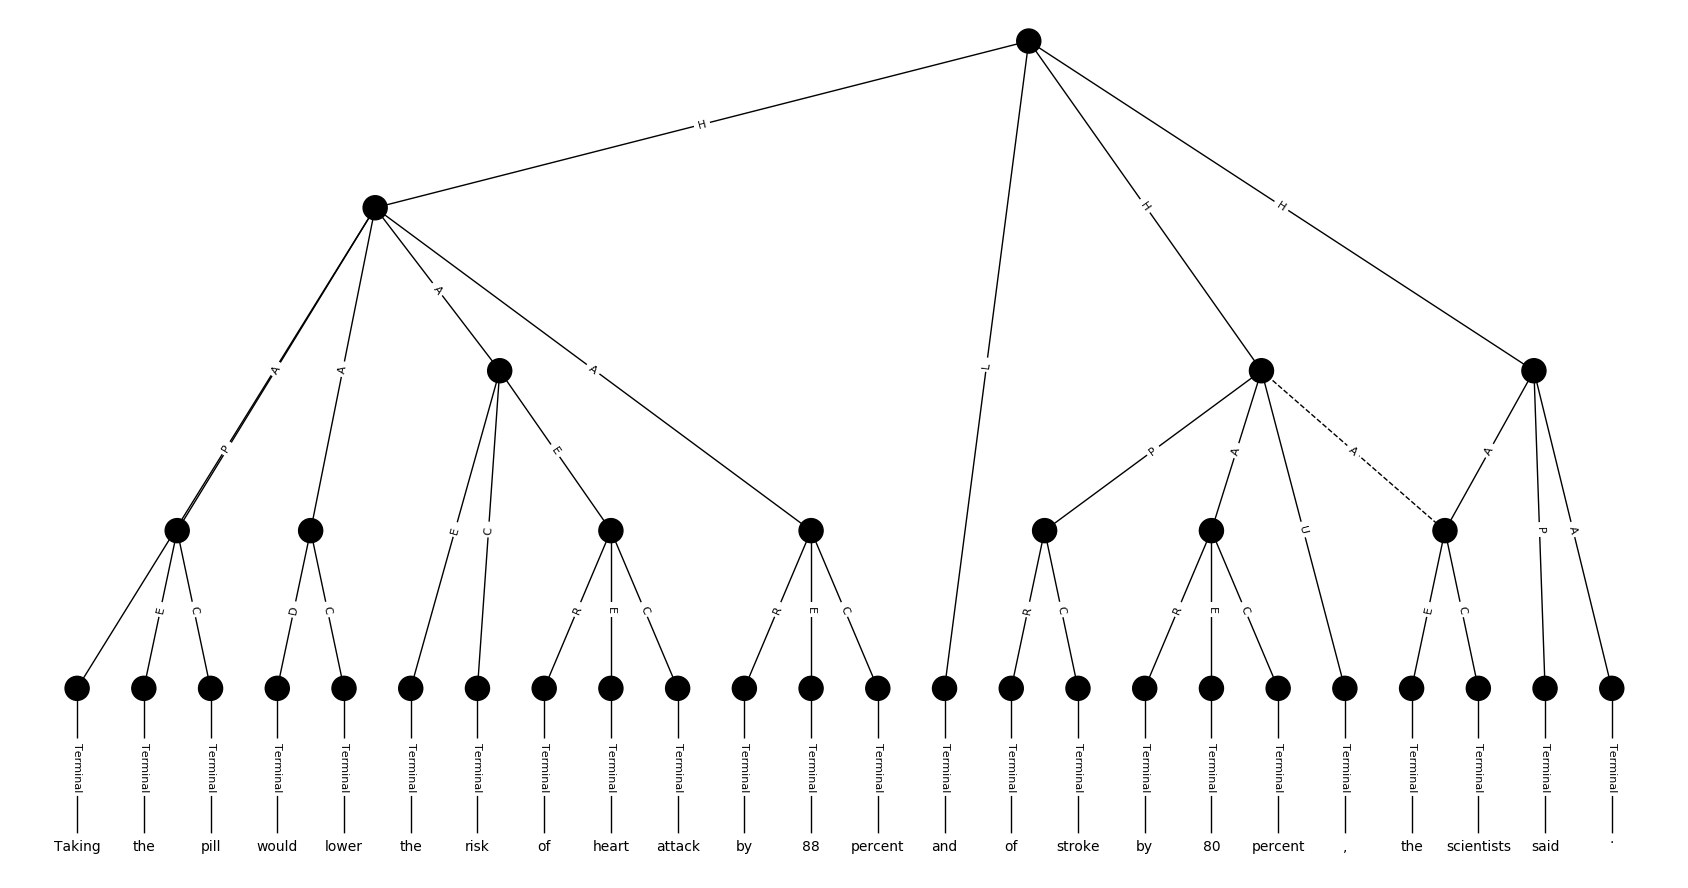 H
H
H
A
L
A
A
A
P
P
A
A
A
E
C
E
U
P
A
E
C
D
C
R
E
C
R
E
C
R
C
R
E
C
E
C
Terminal Terminal Terminal Terminal Terminal Terminal Terminal Terminal Terminal Terminal Terminal Terminal Terminal Terminal Terminal Terminal Terminal Terminal Terminal Terminal Terminal Terminal Terminal Terminal
Taking the pill would lower the risk of heart attack by 88 percent and of stroke by 80 percent , the scientists said .